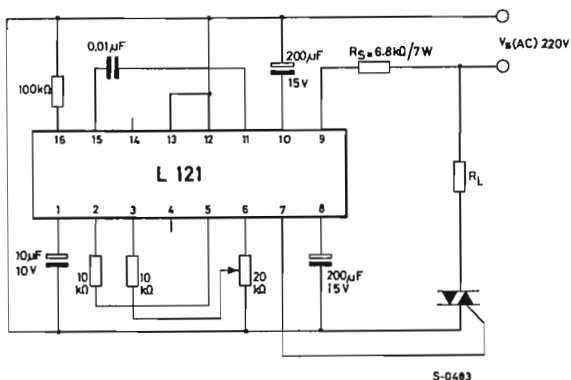 0,01µF
200µF
15V
RS=6.8kΩ/7W
Vs(AC) 220V
100kΩ
16 15 14 13 12 11 10 9
L 121
RL
1 2 3 4 5 6 7 8
10µF
10V
10
kΩ
10
kΩ
20
kΩ
200µF
15V
S-0483